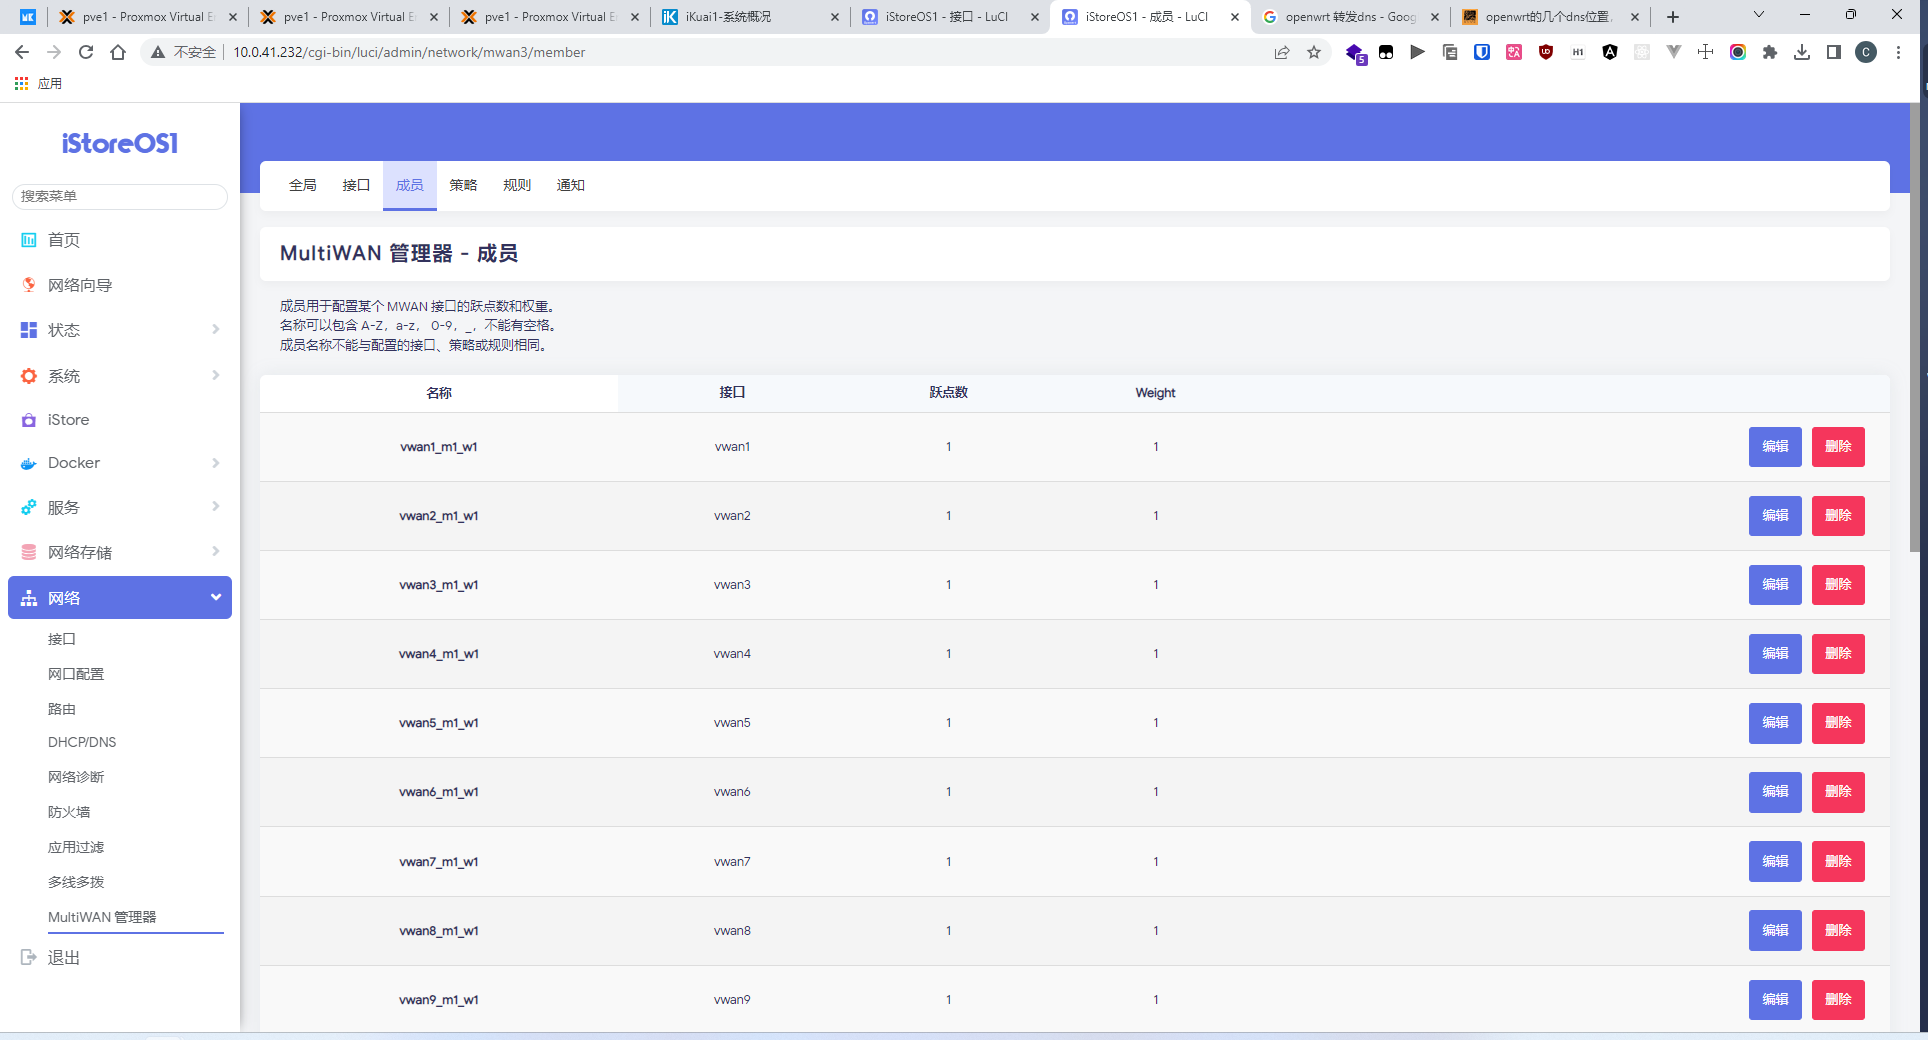 pve1 - Proxmox Virtual E
pve1 - Proxmox Virtual E
pve1 - Proxmox Virtual E
iKuai1-系统概况
iStoreOS1 - 接口 - LuCI
iStoreOS1 - 成员 - LuCI
openwrt 转发dns - Goog
openwrt的几个dns位置
不安全
10.0.41.232/cgi-bin/luci/admin/network/mwan3/member
应用
iStoreOS1
搜索菜单
首页
网络向导
状态
系统
iStore
Docker
服务
网络存储
网络
接口
网口配置
路由
DHCP/DNS
网络诊断
防火墙
应用过滤
多线多拨
MultiWAN 管理器
退出
全局 接口 成员 策略 规则 通知
MultiWAN 管理器 - 成员
成员用于配置某个 MWAN 接口的跃点数和权重。
名称可以包含 A-Z，a-z， 0-9，_，不能有空格。
成员名称不能与配置的接口、策略或规则相同。
名称 接口 跃点数 Weight
vwan1_m1_w1 vwan1 1 1 编辑 删除
vwan2_m1_w1 vwan2 1 1 编辑 删除
vwan3_m1_w1 vwan3 1 1 编辑 删除
vwan4_m1_w1 vwan4 1 1 编辑 删除
vwan5_m1_w1 vwan5 1 1 编辑 删除
vwan6_m1_w1 vwan6 1 1 编辑 删除
vwan7_m1_w1 vwan7 1 1 编辑 删除
vwan8_m1_w1 vwan8 1 1 编辑 删除
vwan9_m1_w1 vwan9 1 1 编辑 删除